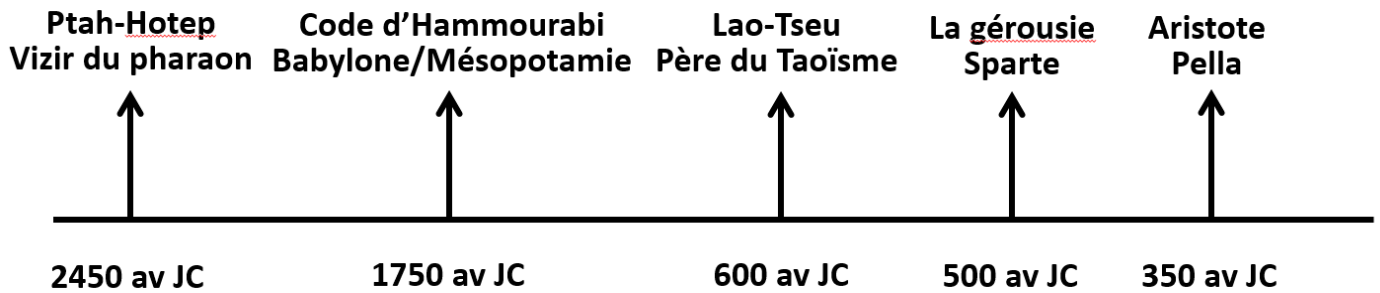 Ptah-Hotep
Vizir du pharaon
Code d’Hammourabi
Babylone/Mésopotamie
Lao-Tseu
Père du Taoïsme
La gérousie
Sparte
Aristote
Pella
2450 av JC
1750 av JC
600 av JC
500 av JC
350 av JC